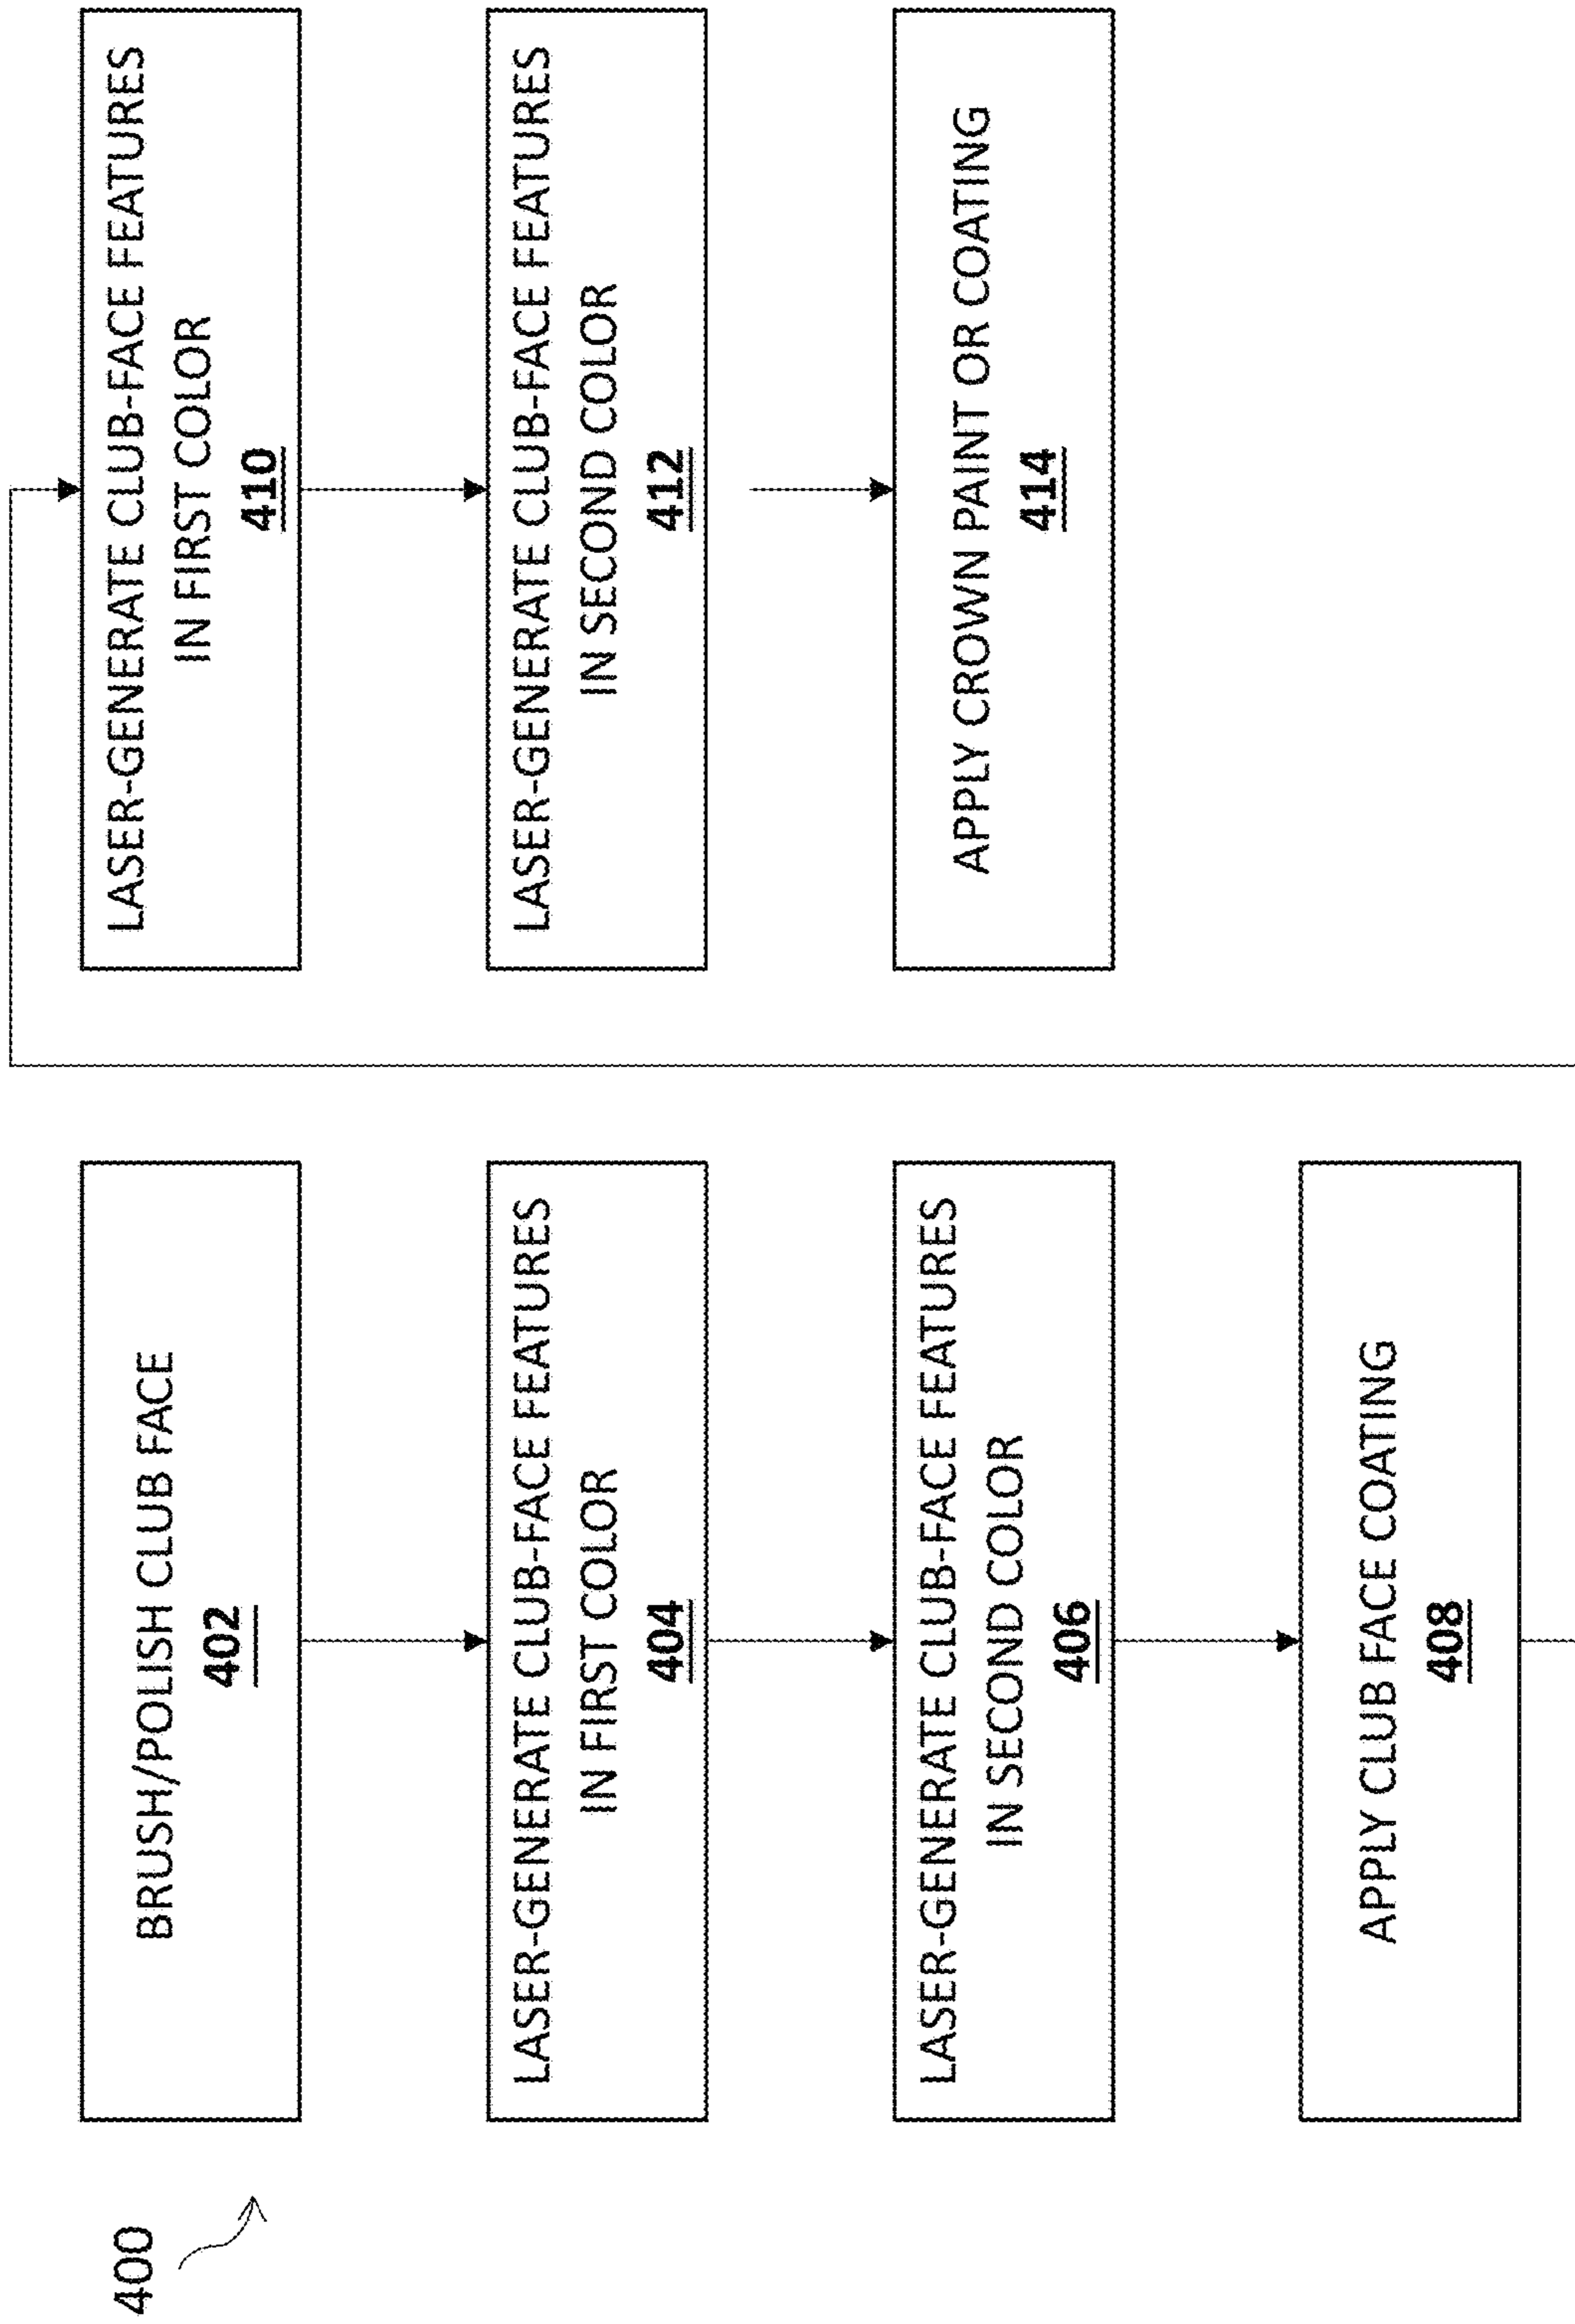 400
BRUSH/POLISH CLUB FACE
402
LASER-GENERATE CLUB-FACE FEATURES
IN FIRST COLOR
404
LASER-GENERATE CLUB-FACE FEATURES
IN SECOND COLOR
406
APPLY CLUB FACE COATING
408
LASER-GENERATE CLUB-FACE FEATURES
IN FIRST COLOR
410
LASER-GENERATE CLUB-FACE FEATURES
IN SECOND COLOR
412
APPLY CROWN PAINT OR COATING
414